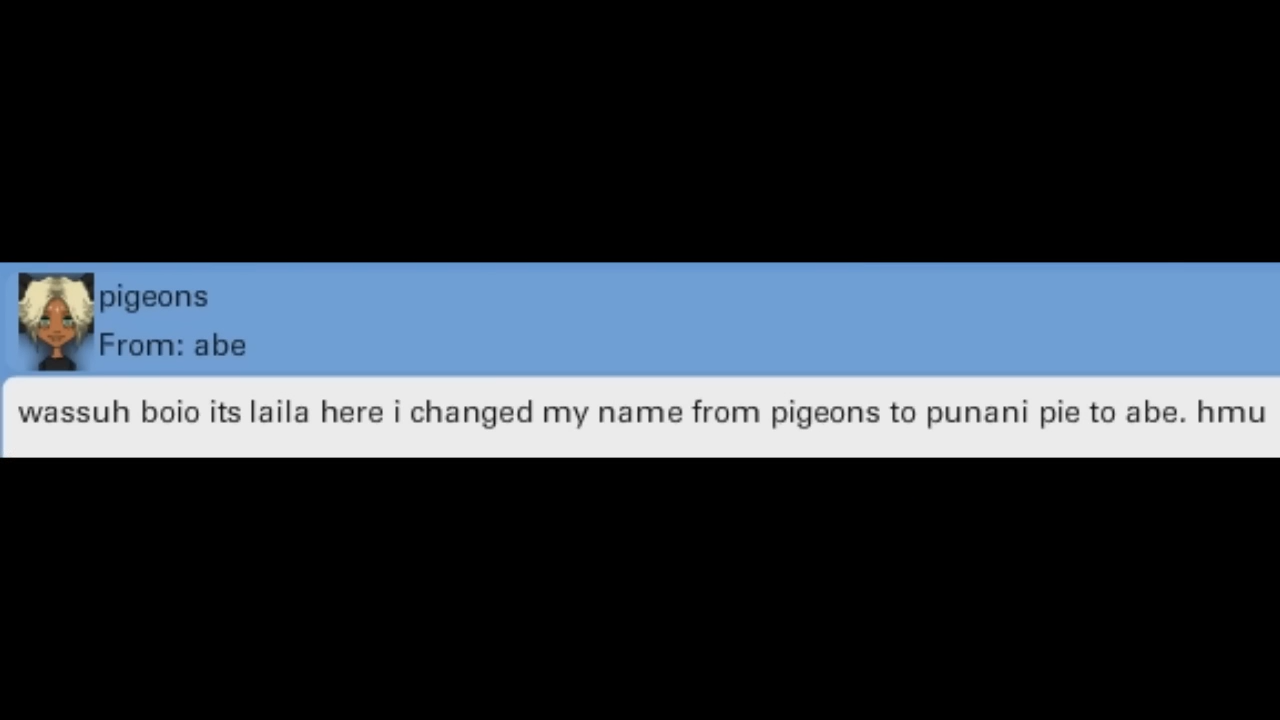 pigeons
From: abe
wassuh boio its laila here i changed my name from pigeons to punani pie to abe. hmu